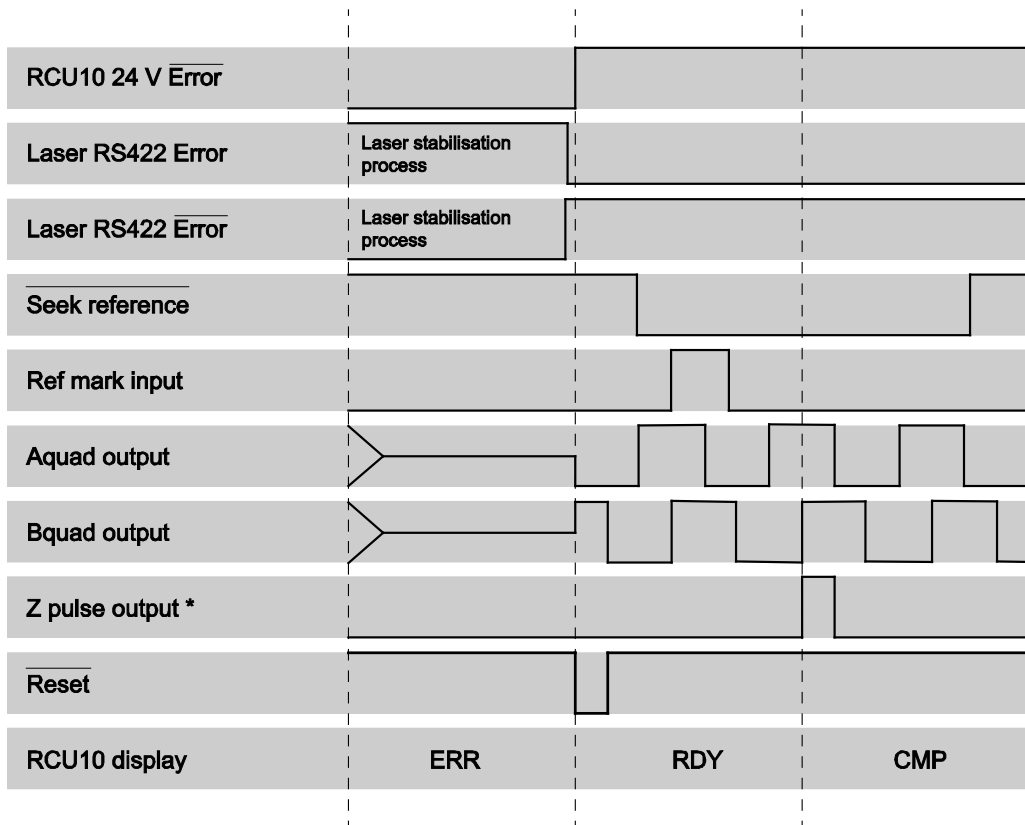 RCU10 24 V Error
Laser RS422 Error
Laser stabilisation
process
Laser RS422 Error
Laser stabilisation
process
Seek reference
Ref mark input
Aquad output
Bquad output
Z pulse output *
Reset
RCU10 display
ERR
RDY
CMP